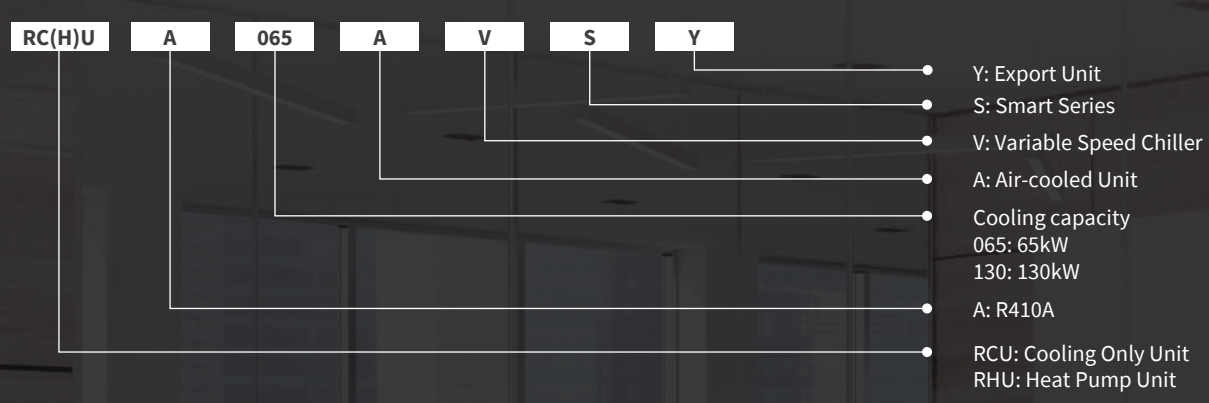 RC(H)U A 065 A V S Y
Y: Export Unit
S: Smart Series
V: Variable Speed Chiller
A: Air-cooled Unit
Cooling capacity
065: 65kW
130: 130kW
A: R410A
RCU: Cooling Only Unit
RHU: Heat Pump Unit